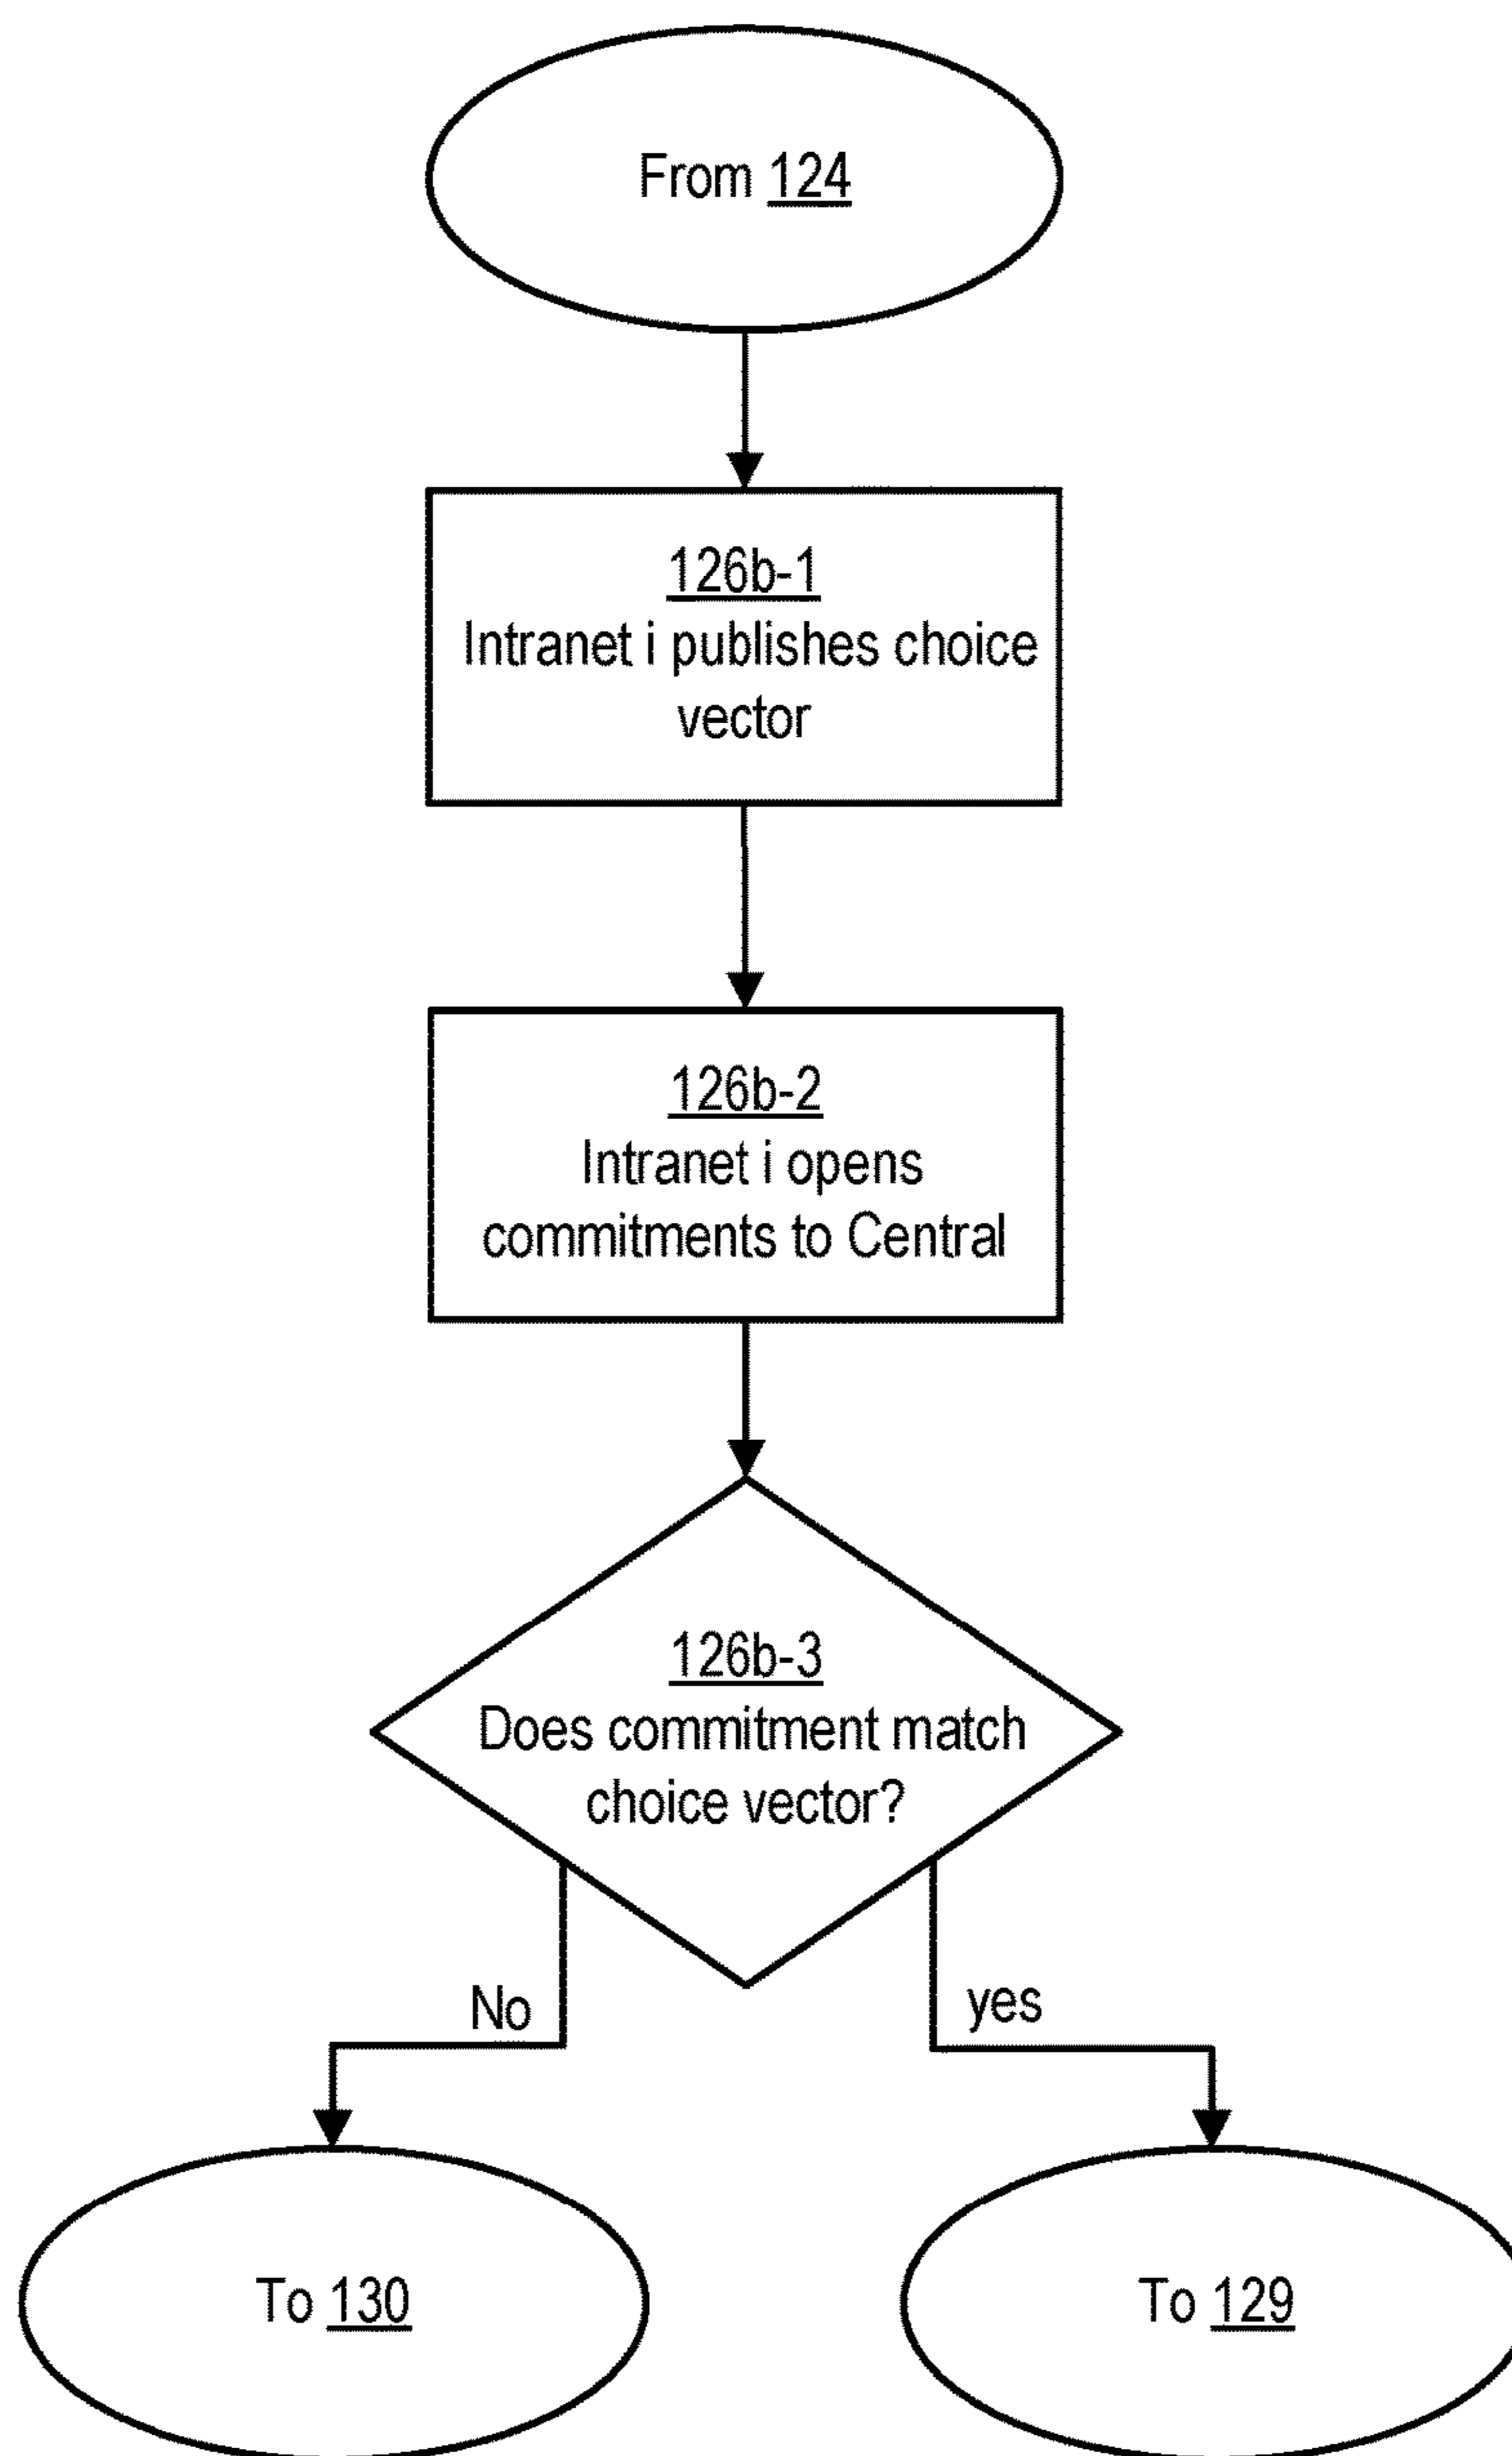 From 124
126b-1
Intranet i publishes choice
vector
126b-2
Intranet i opens
commitments to Central
126b-3
Does commitment match
choice vector?
No
yes
To 130
To 129